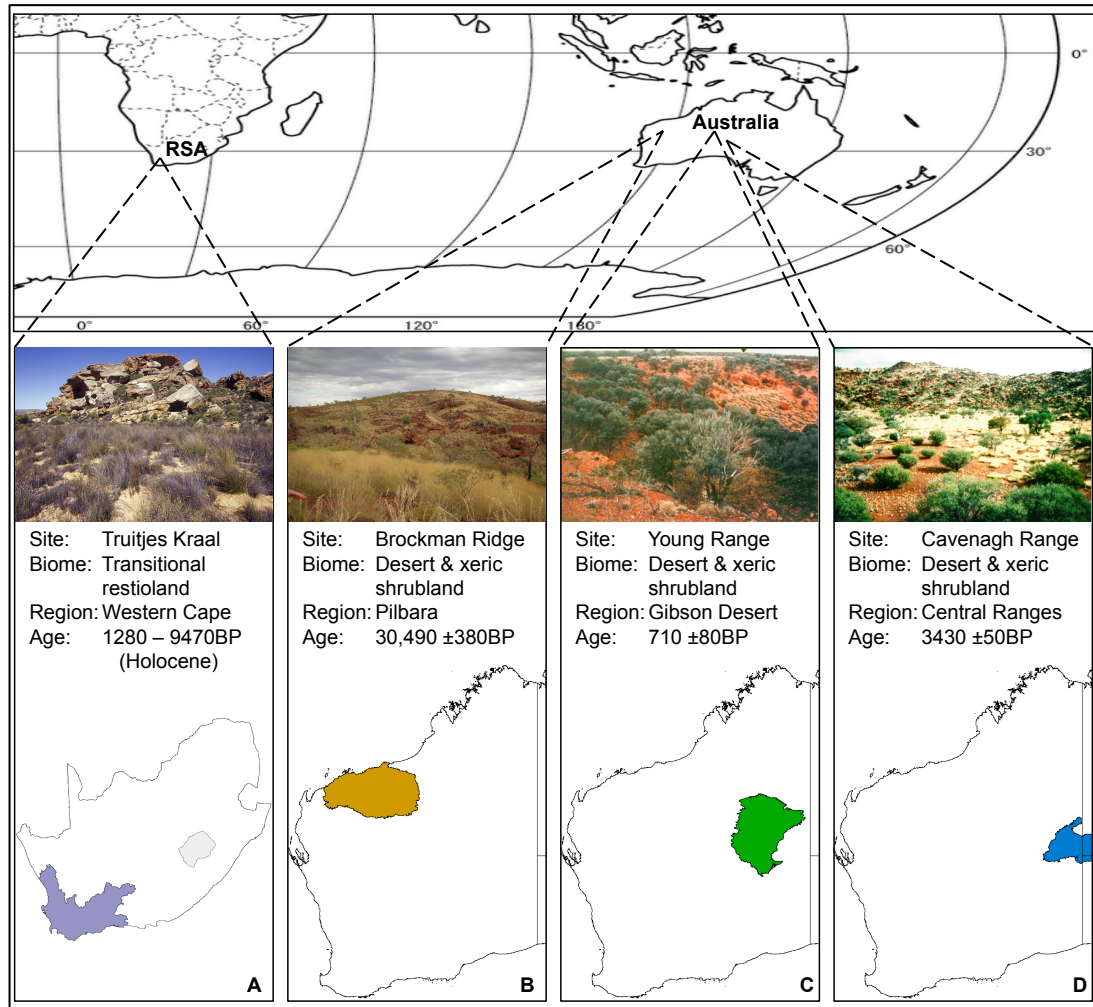 0°
Australia
RSA
30°
60°
0°
60°
120°
180°
Site: Truitjes Kraal
Biome: Transitional
restioland
Region: Western Cape
Age: 1280 – 9470BP
(Holocene)
A
Site: Brockman Ridge
Biome: Desert & xeric
shrubland
Region: Pilbara
Age: 30,490 ±380BP
B
Site: Young Range
Biome: Desert & xeric
shrubland
Region: Gibson Desert
Age: 710 ±80BP
C
Site: Cavenagh Range
Biome: Desert & xeric
shrubland
Region: Central Ranges
Age: 3430 ±50BP
D